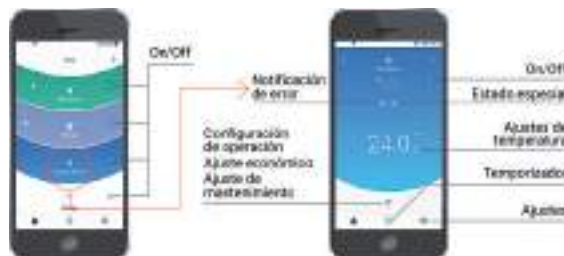 On/Off
Notificación
de error
Configuración
de operación
Ajuste económico
Ajuste de
mantenimiento
24.0
On/Off
Estado especial
Ajustes de
temperatura
Temporizador
Ajustes